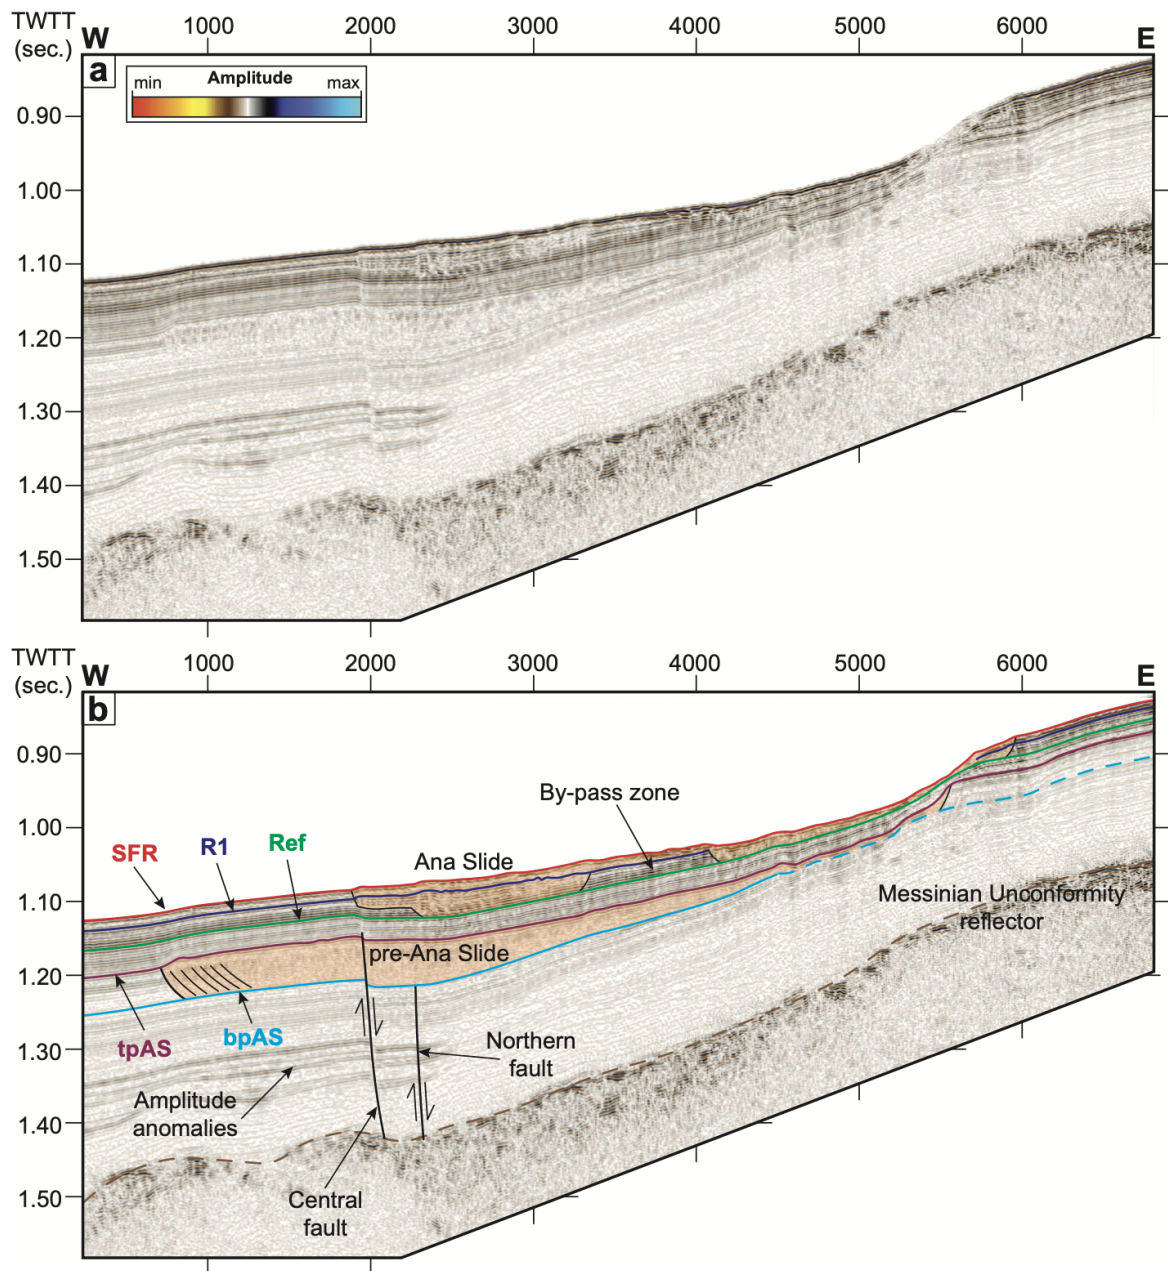 TWTT
(sec.)
W
1000
2000
3000
4000
5000
6000
E
a
min
Amplitude
max
0.90
1.00
1.10
1.20
1.30
1.40
1.50
TWTT
(sec.)
W
1000
2000
3000
4000
5000
6000
E
b
0.90
1.00
1.10
1.20
1.30
1.40
1.50
By-pass zone
SFR
R1
Ref
Ana Slide
Messinian Unconformity
reflector
pre-Ana Slide
tpAS
bpAS
Northern
fault
Amplitude
anomalies
Central
fault